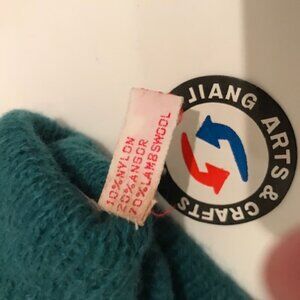 JIANG ARTS & CRAFTS
10%NYLON
20%ANGOR
70%LAMBSWOOL